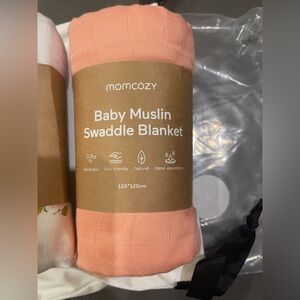 momcozy
Baby Muslin
Swaddle Blanket
Breathable Skin-friendly Natural Water absorption
120*120cm